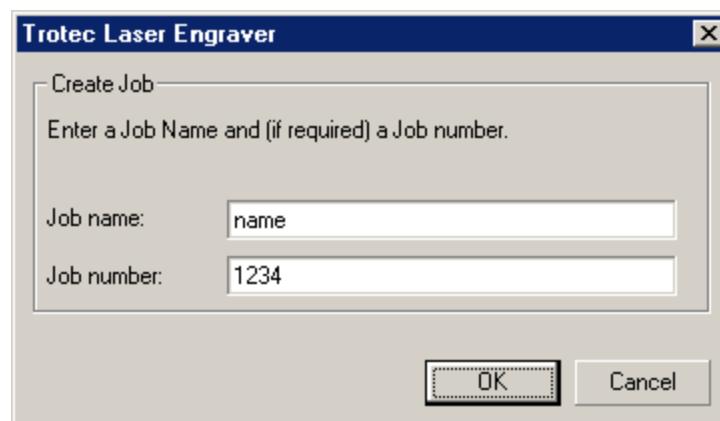 Trotec Laser Engraver
Create Job
Enter a Job Name and (if required) a Job number.
Job name: name
Job number: 1234
OK Cancel